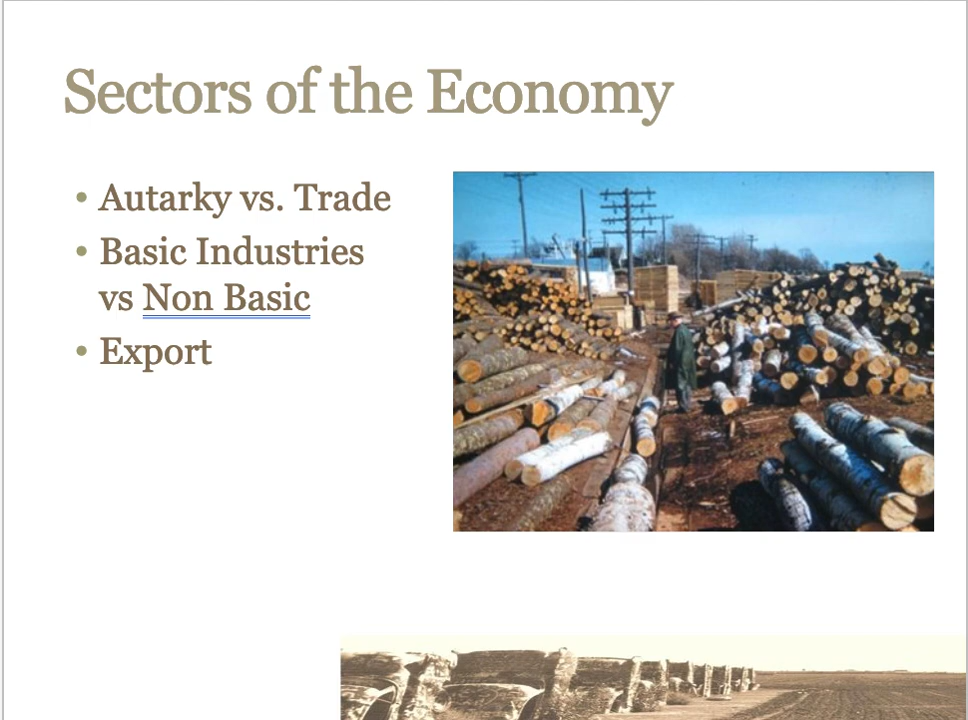 Sectors of the Economy
• Autarky vs. Trade
• Basic Industries
vs Non Basic
• Export